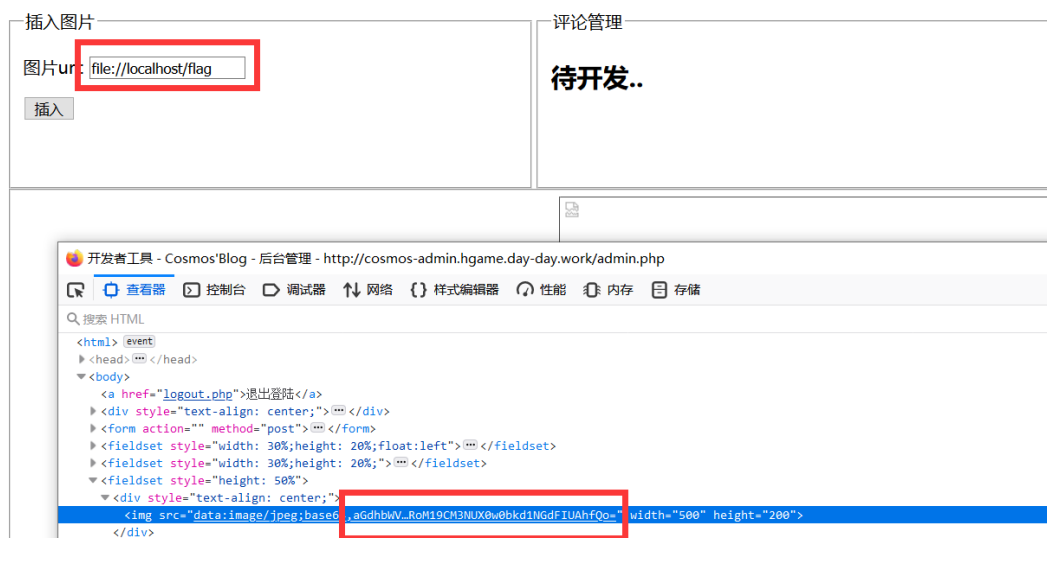 插入图片
评论管理
图片url: file://localhost/flag
待开发..
插入
开发者工具 - Cosmos'Blog - 后台管理 - http://cosmos-admin.hgame.day-day.work/admin.php
查看器 控制台 调试器 网络 {} 样式编辑器 性能 内存 存储
搜索 HTML
<html> event
<head> ... </head>
<body>
<a href="logout.php">退出登陆</a>
<div style="text-align: center;"> ... </div>
<form action="" method="post"> ... </form>
<fieldset style="width: 30%;height: 20%;float:left"> ... </fieldset>
<fieldset style="width: 30%;height: 20%;"> ... </fieldset>
<fieldset style="height: 50%">
<div style="text-align: center;">
<img src="data:image/jpeg;base64,aGdhbWV…RoM19CM3NUX0w0bkd1NGdFIUAhfQo=" width="500" height="200">
</div>